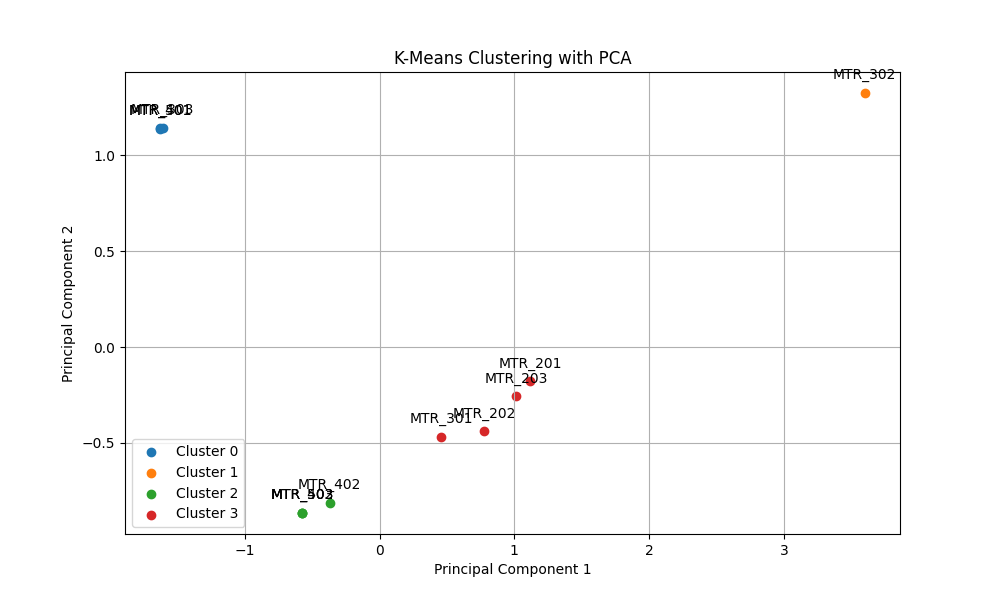 K-Means Clustering with PCA
MTR_302
MTR_201
MTR_203
MTR_202
MTR_301
MTR_402
Principal Component 2
1.0
0.5
0.0
−0.5
Cluster 0
Cluster 1
Cluster 2
Cluster 3
−1
0
1
2
3
Principal Component 1